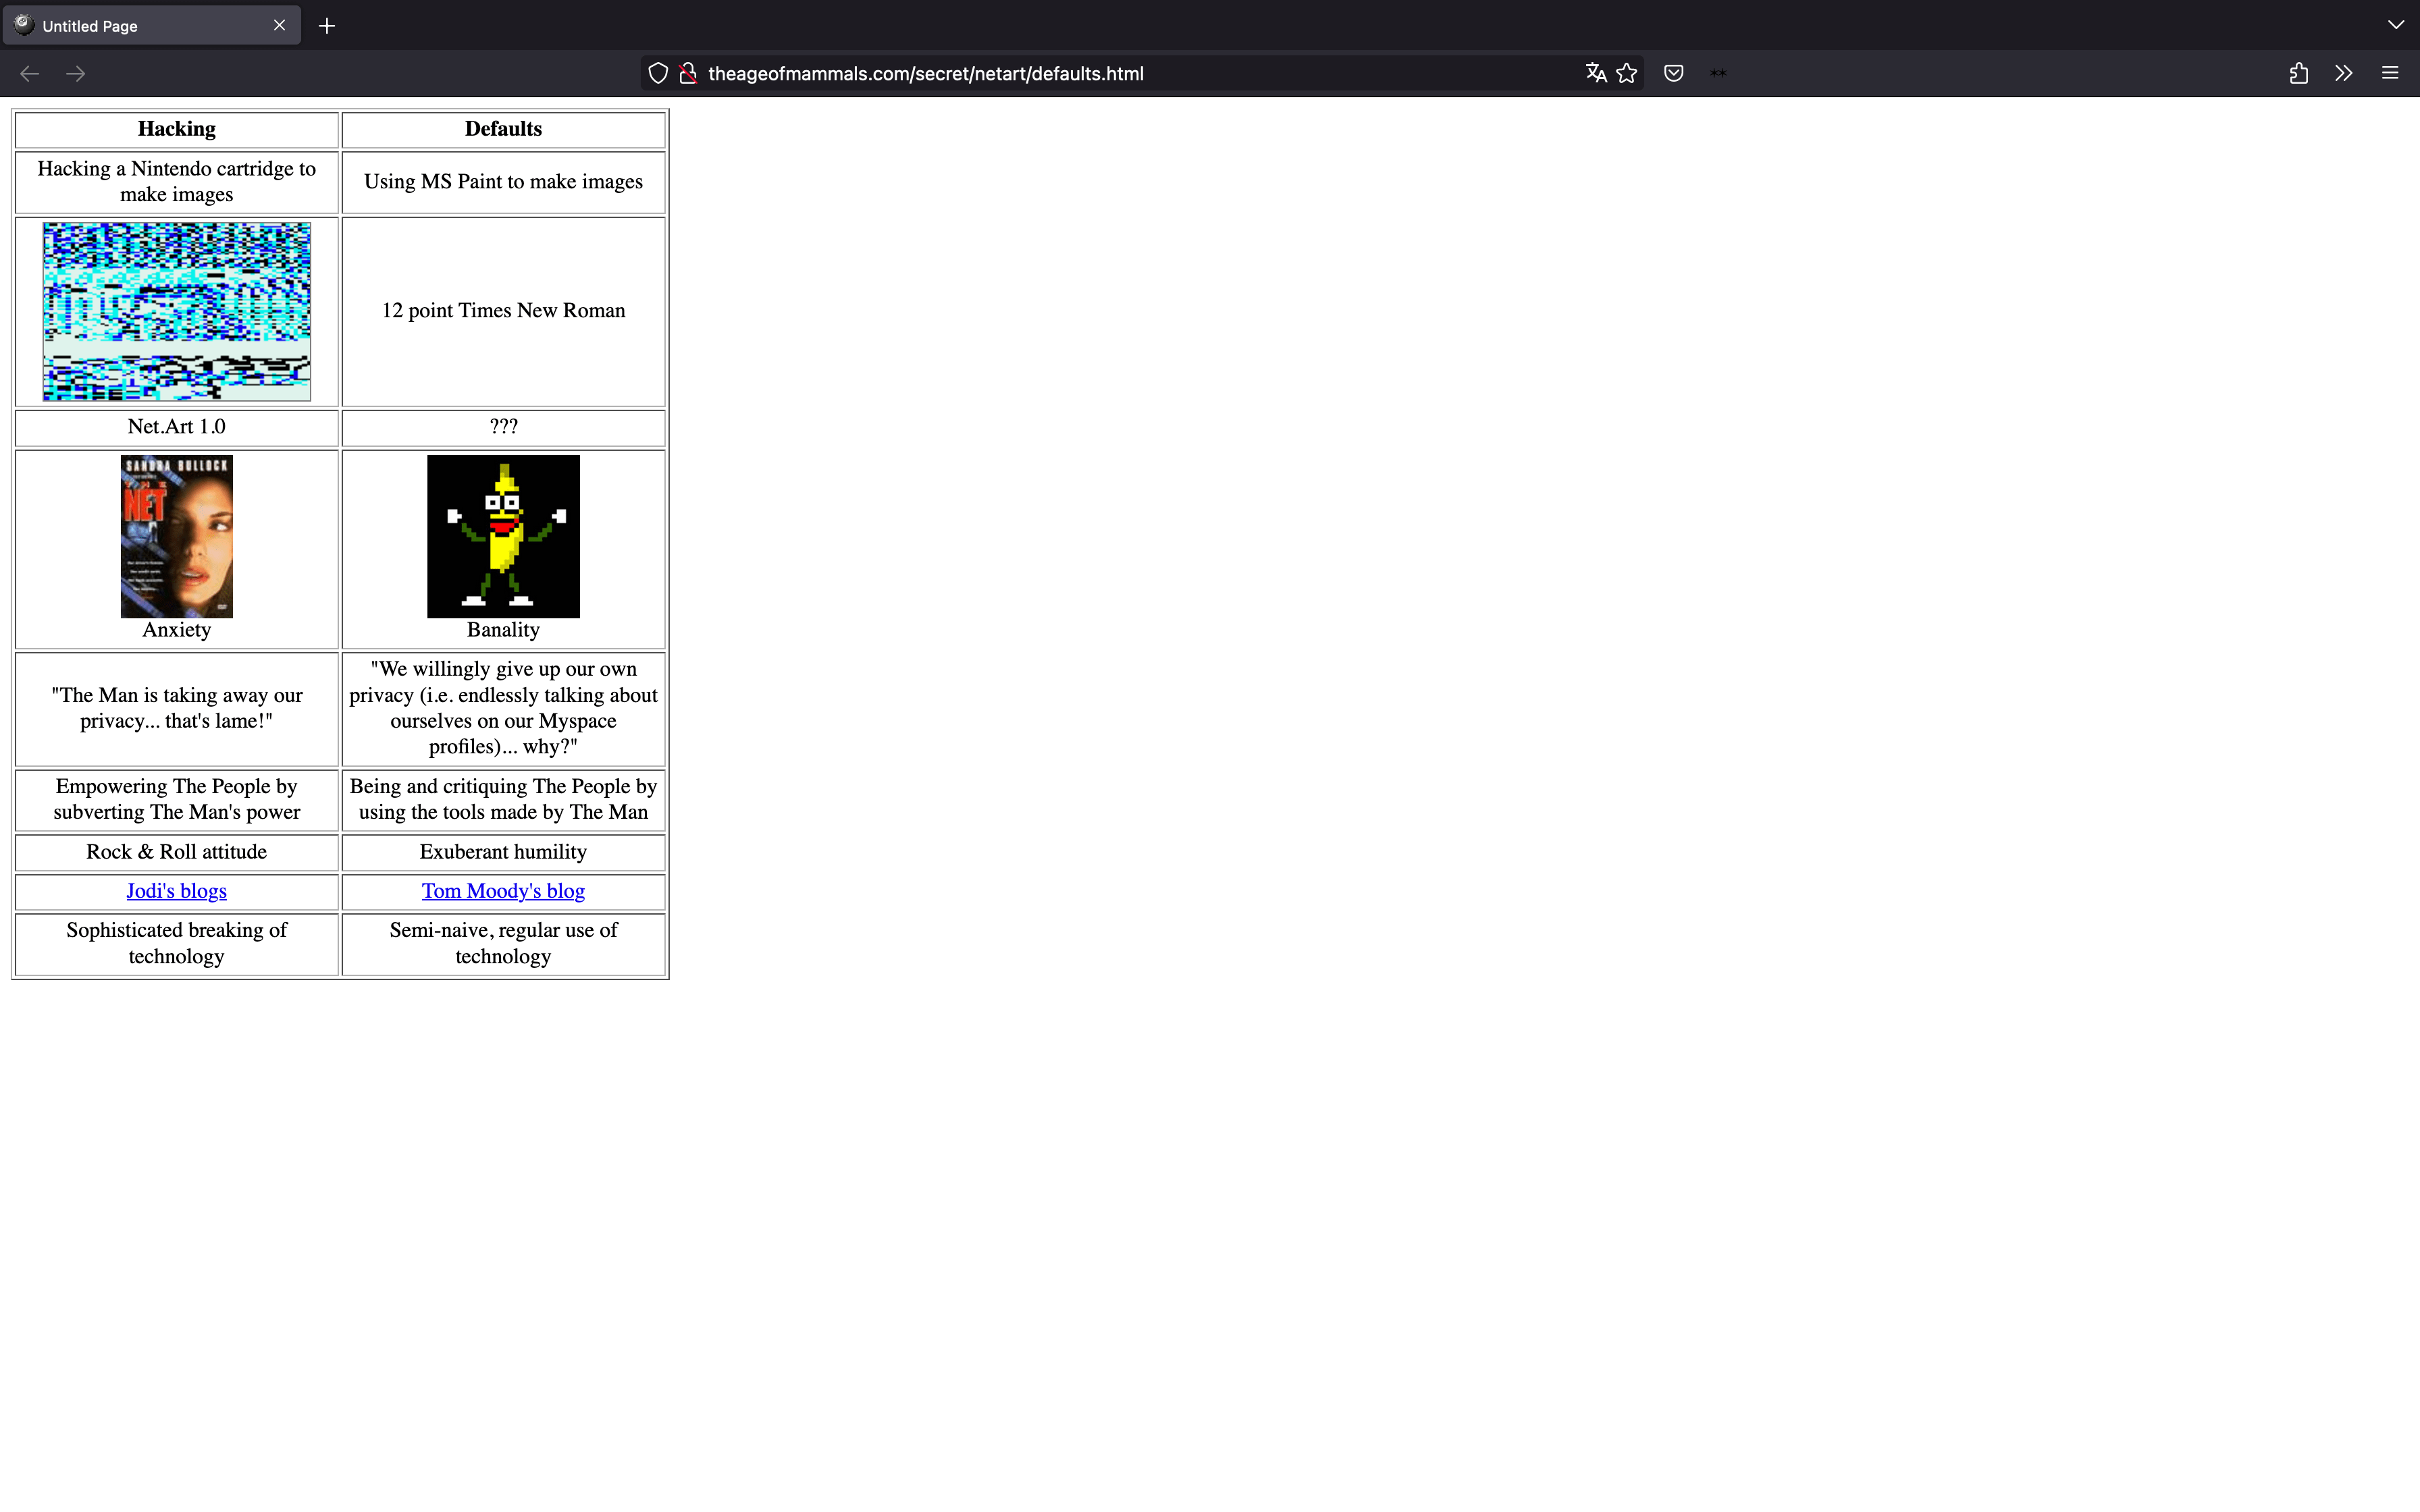 Untitled Page
theageofmammals.com/secret/netart/defaults.html
Hacking
Defaults
Hacking a Nintendo cartridge to
make images
Using MS Paint to make images
12 point Times New Roman
Net.Art 1.0
???
SANDRA BULLOCK
THE
NET
Anxiety
Banality
"The Man is taking away our
privacy... that's lame!"
"We willingly give up our own
privacy (i.e. endlessly talking about
ourselves on our Myspace
profiles)... why?"
Empowering The People by
subverting The Man's power
Being and critiquing The People by
using the tools made by The Man
Rock & Roll attitude
Exuberant humility
Jodi's blogs
Tom Moody's blog
Sophisticated breaking of
technology
Semi-naive, regular use of
technology